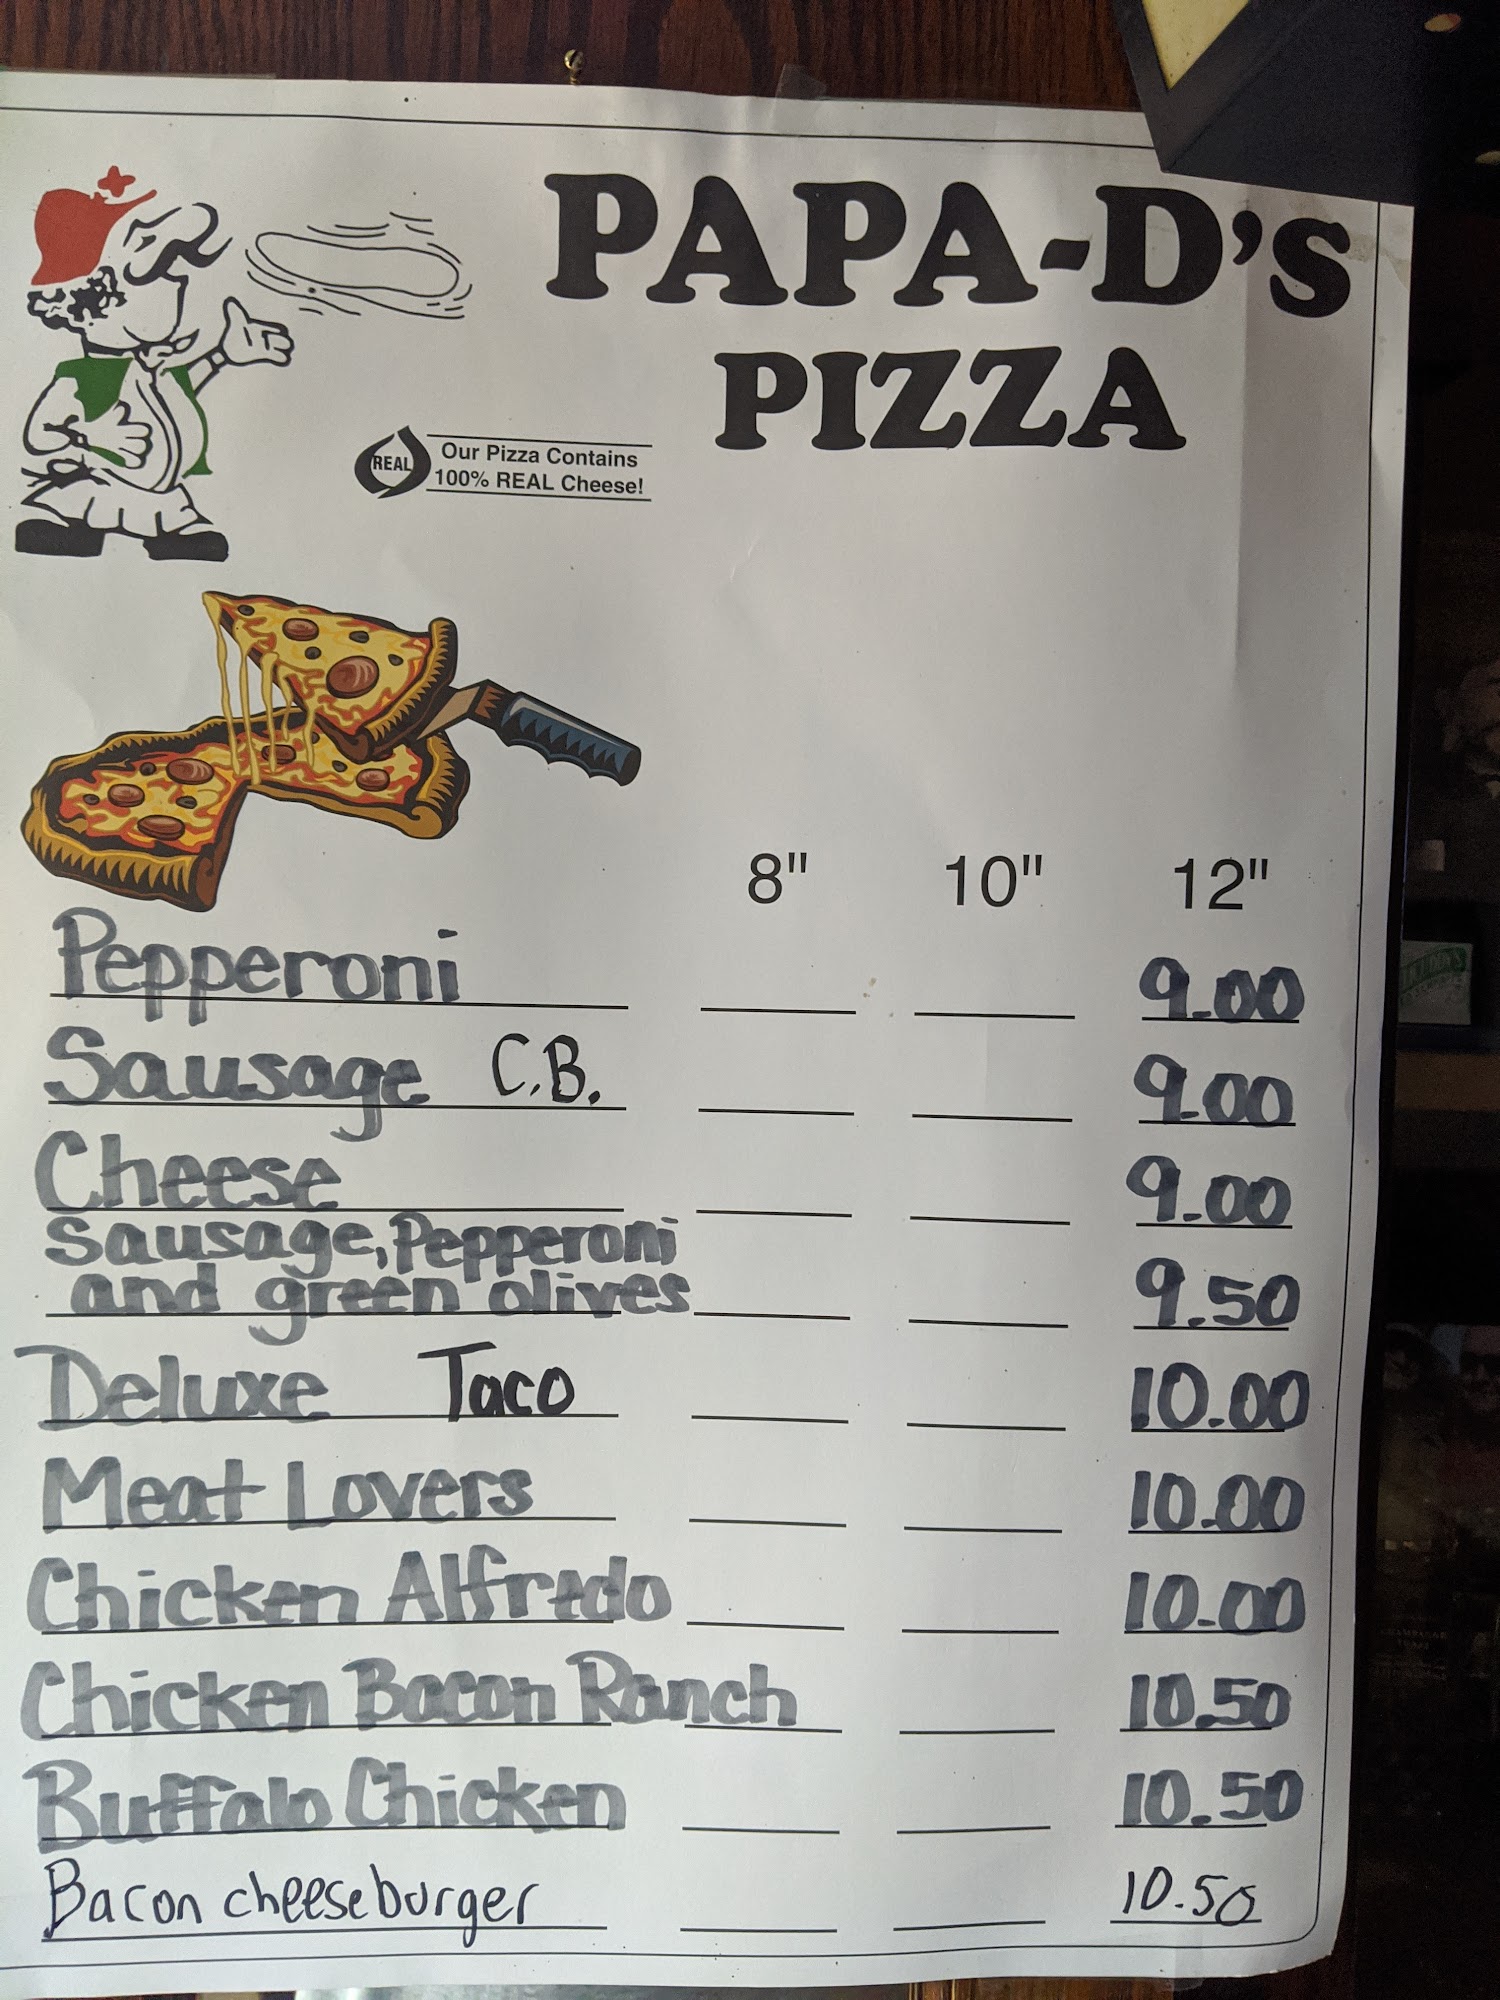 PAPA-D's
PIZZA
REAL
Our Pizza Contains
100% REAL Cheese!
8" 10" 12"
Pepperoni 9.00
Sausage C.B. 9.00
Cheese 9.00
Sausage, Pepperoni
and green olives 9.50
Deluxe Taco 10.00
Meat Lovers 10.00
Chicken Alfredo 10.00
Chicken Bacon Ranch 10.50
Buffalo Chicken 10.50
Bacon cheeseburger 10.50